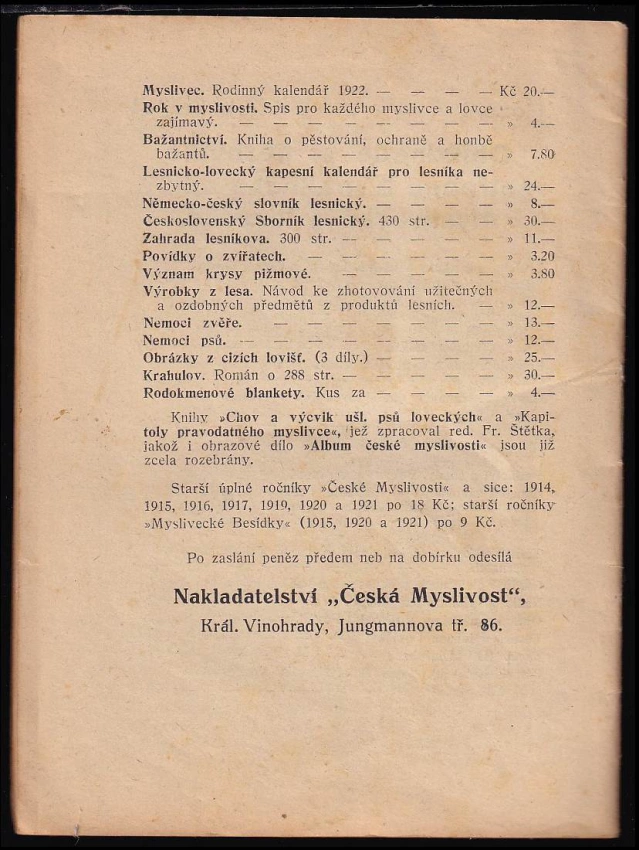 Myslivec. Rodinný kalendář 1922. — — — — Kč 20.—
Rok v myslivosti. Spis pro každého myslivce a lovce
zajímavý. — — — — — — — — » 4.—
Bažantnictví. Kniha o pěstování, ochraně a honbě
bažantů. — — — — — — — — » 7.80
Lesnicko-lovecký kapesní kalendář pro lesníka ne-
zbytný. — — — — — — — — » 24.—
Německo-český slovník lesnický. — — — — » 8.—
Československý Sborník lesnický. 430 str. — — » 30.—
Zahrada lesníkova. 300 str. — — — — — » 11.—
Povídky o zvířatech. — — — — — — » 3.20
Význam krysy pižmové. — — — — — » 3.80
Výrobky z lesa. Návod ke zhotovování užitečných
a ozdobných předmětů z produktů lesních. — » 12.—
Nemoci zvěře. — — — — — — — » 13.—
Nemoci psů. — — — — — — — — » 12.—
Obrázky z cizích lovišť. (3 díly.) — — — — » 25.—
Krahulov. Román o 288 str. — — — — — » 30.—
Rodokmenové blankety. Kus za — — — — » 4.—
Knihy »Chov a výcvik ušl. psů loveckých« a »Kapi-
toly pravodatného myslivce«, jež zpracoval red. Fr. Štětka,
jakož i obrazové dílo »Album české myslivosti« jsou již
zcela rozebrány.
Starší úplné ročníky »České Myslivosti« a sice: 1914,
1915, 1916, 1917, 1919, 1920 a 1921 po 18 Kč; starší ročníky
»Myslivecké Besídky« (1915, 1920 a 1921) po 9 Kč.
Po zaslání peněz předem neb na dobírku odesílá
Nakladatelství „Česká Myslivost“,
Král. Vinohrady, Jungmannova tř. 86.